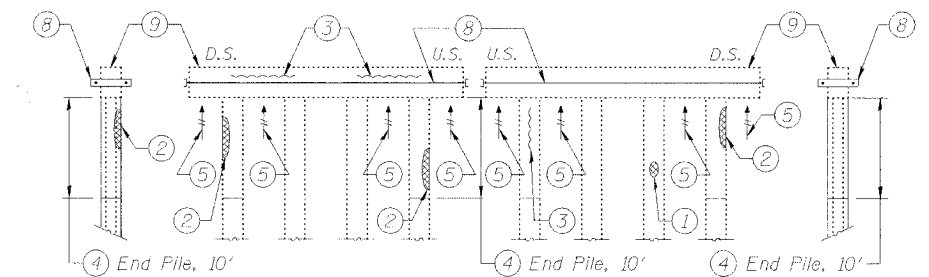 8 9 D.S. 3 U.S. 8 U.S. D.S. 9 8
2 5 2 5 5 2 5 5 3 5 1 5 2 5
4 End Pile, 10' 4 End Pile, 10' 4 End Pile, 10'